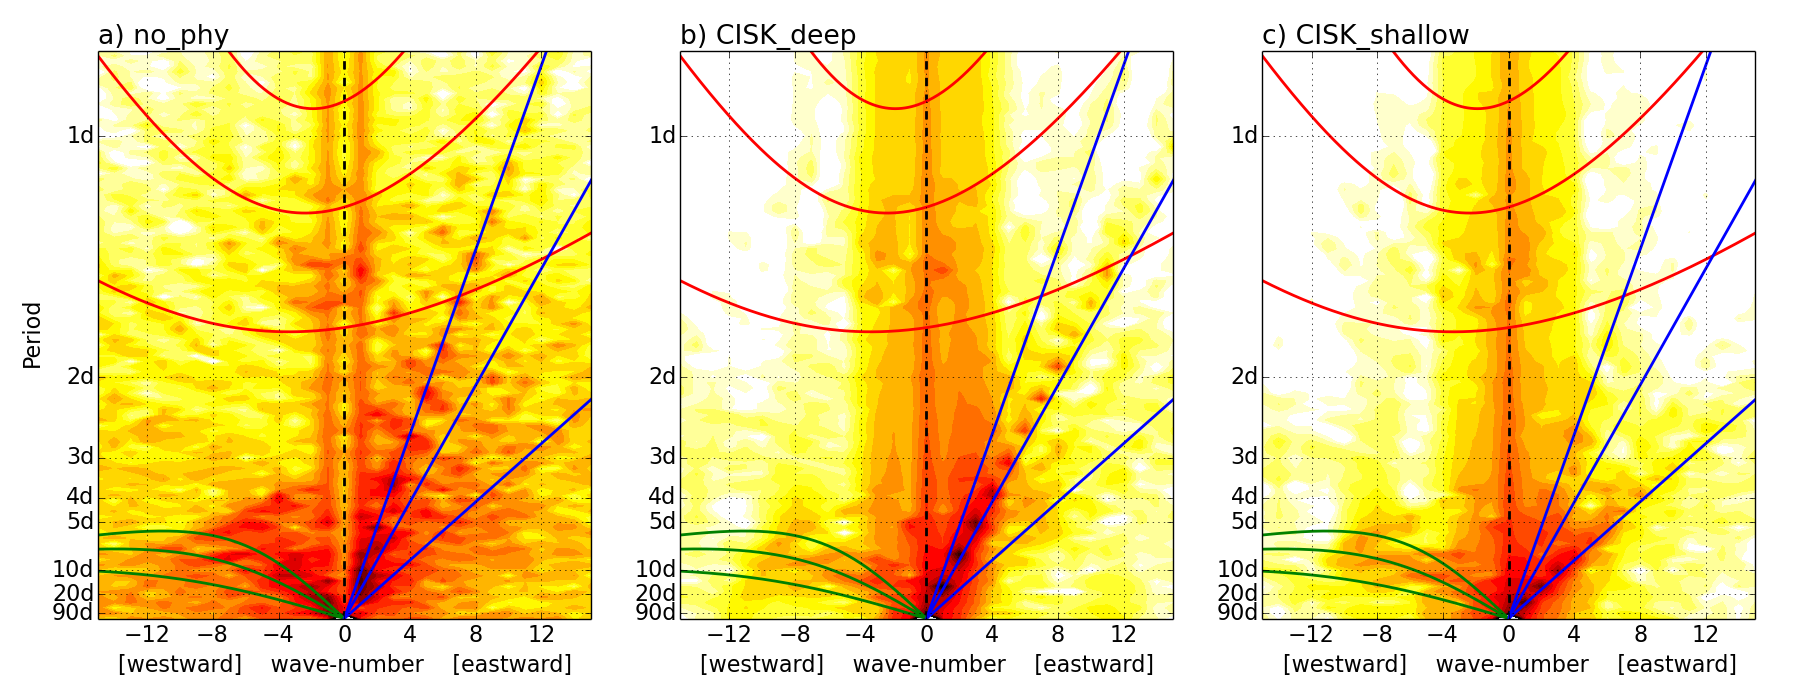 a) no_phy
b) CISK_deep
c) CISK_shallow
Period
1d
2d
3d
4d
5d
10d
20d
90d
1d
2d
3d
4d
5d
10d
20d
90d
1d
2d
3d
4d
5d
10d
20d
90d
−12 −8 −4 0 4 8 12
−12 −8 −4 0 4 8 12
−12 −8 −4 0 4 8 12
[westward] wave-number [eastward]
[westward] wave-number [eastward]
[westward] wave-number [eastward]